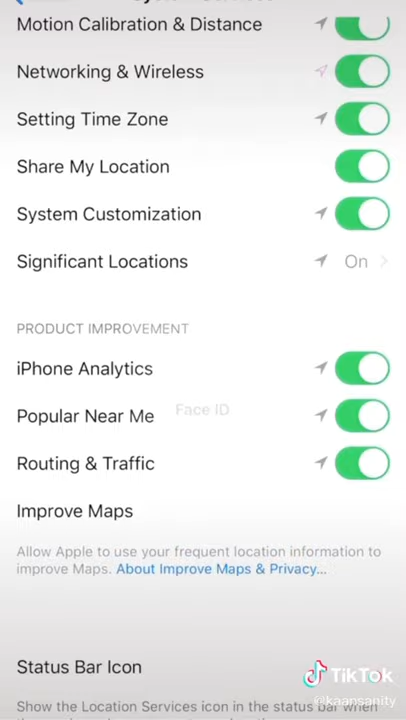 Motion Calibration & Distance
Networking & Wireless
Setting Time Zone
Share My Location
System Customization
Significant Locations On
PRODUCT IMPROVEMENT
iPhone Analytics
Popular Near Me
Face ID
Routing & Traffic
Improve Maps
Allow Apple to use your frequent location information to
improve Maps. About Improve Maps & Privacy...
Status Bar Icon
TikTok
@kaansanity
Show the Location Services icon in the status bar when